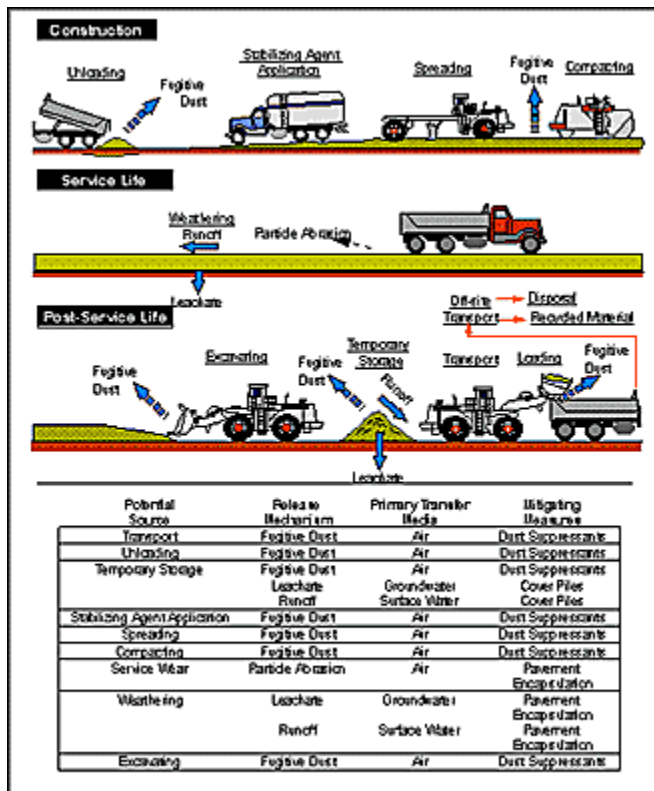 Construction
Unloading
Fugitive
Dust
Stabilizing Agent
Application
Spreading
Fugitive
Dust
Compacting
Service Life
Weathering
Runoff
Particle Abrasion
Leachate
Post-Service Life
Off-site
Transport
Disposal
Recycled Material
Fugitive
Dust
Excavating
Fugitive
Dust
Temporary
Storage
Runoff
Transport
Loading
Fugitive
Dust
Leachate
Potential Release Primary Transfer Mitigating
Source Mechanism Media Measures
Transport Fugitive Dust Air Dust Suppressants
Unloading Fugitive Dust Air Dust Suppressants
Temporary Storage Fugitive Dust Air Dust Suppressants
Leachate Groundwater Cover Piles
Runoff Surface Water Cover Piles
Stabilizing Agent Application Fugitive Dust Air Dust Suppressants
Spreading Fugitive Dust Air Dust Suppressants
Compacting Fugitive Dust Air Dust Suppressants
Service Wear Particle Abrasion Air Pavement
Encapsulation
Weathering Leachate Groundwater Pavement
Encapsulation
Runoff Surface Water Pavement
Encapsulation
Excavating Fugitive Dust Air Dust Suppressants